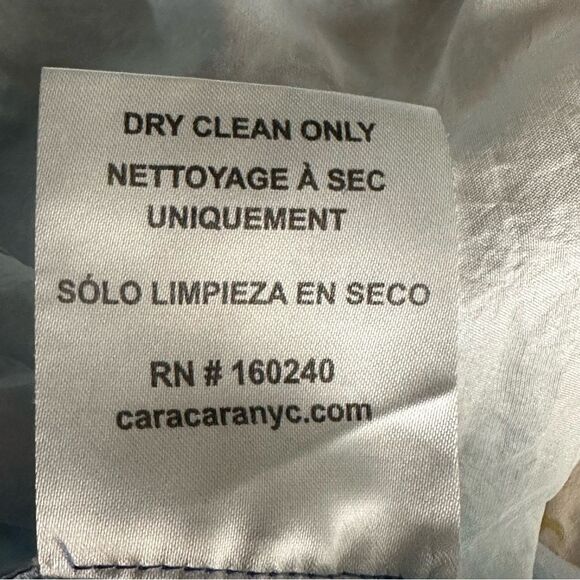 DRY CLEAN ONLY
NETTOYAGE À SEC
UNIQUEMENT
SÓLO LIMPIEZA EN SECO
RN # 160240
caracaranyc.com